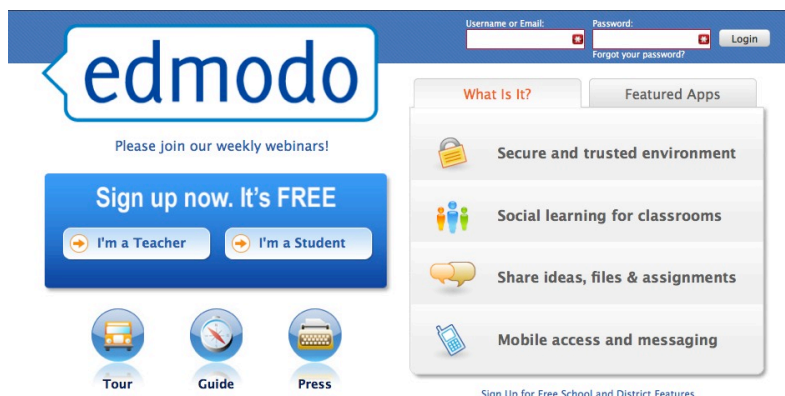 Username or Email:
Password:
Login
Forgot your password?
edmodo
What Is It?
Featured Apps
Please join our weekly webinars!
Secure and trusted environment
Sign up now. It's FREE
I'm a Teacher
I'm a Student
Social learning for classrooms
Share ideas, files & assignments
Mobile access and messaging
Tour
Guide
Press
Sign Up for Free School and District Features